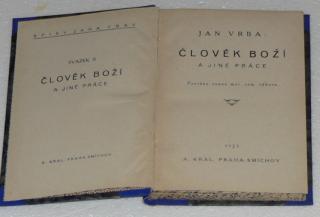 SPISY JANA VRBY
SVAZEK II
ČLOVĚK BOŽÍ
A JINÉ PRÁCE
A. KRÁL, PRAHA-SMÍCHOV
JAN VRBA:
ČLOVĚK BOŽÍ
A JINÉ PRÁCE
A. KRÁL, PRAHA-SMÍCHOV